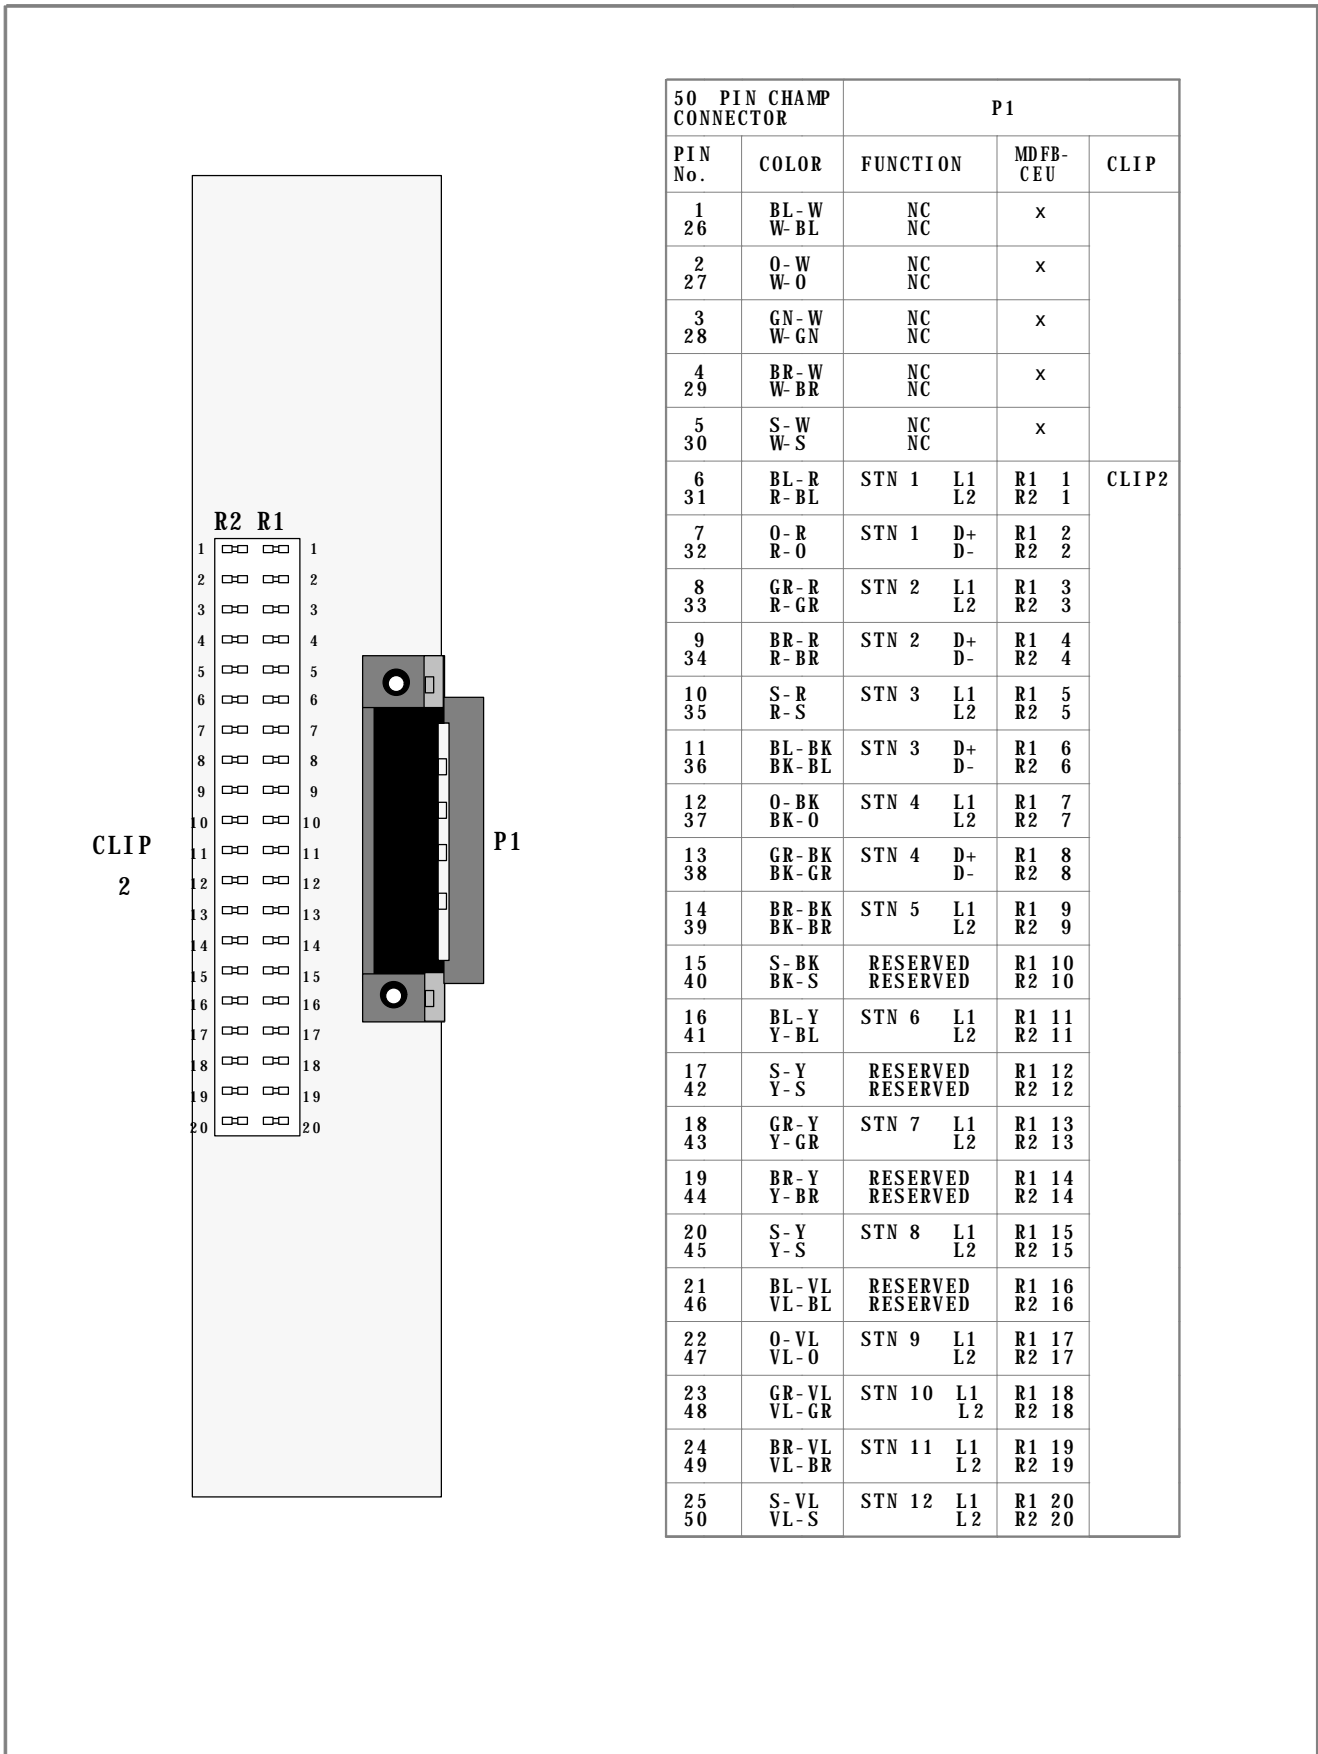 50 PIN CHAMP CONNECTOR P1
PIN No. COLOR FUNCTION MDFB-CEU CLIP
1 BL-W NC x
26 W-BL NC
2 O-W NC x
27 W-O NC
3 GN-W NC x
28 W-GN NC
4 BR-W NC x
29 W-BR NC
5 S-W NC x
30 W-S NC
6 BL-R STN 1 L1 R1 1 CLIP2
31 R-BL L2 R2 1
7 O-R STN 1 D+ R1 2
32 R-O D- R2 2
8 GR-R STN 2 L1 R1 3
33 R-GR L2 R2 3
9 BR-R STN 2 D+ R1 4
34 R-BR D- R2 4
10 S-R STN 3 L1 R1 5
35 R-S L2 R2 5
11 BL-BK STN 3 D+ R1 6
36 BK-BL D- R2 6
12 O-BK STN 4 L1 R1 7
37 BK-O L2 R2 7
13 GR-BK STN 4 D+ R1 8
38 BK-GR D- R2 8
14 BR-BK STN 5 L1 R1 9
39 BK-BR L2 R2 9
15 S-BK RESERVED R1 10
40 BK-S RESERVED R2 10
16 BL-Y STN 6 L1 R1 11
41 Y-BL L2 R2 11
17 S-Y RESERVED R1 12
42 Y-S RESERVED R2 12
18 GR-Y STN 7 L1 R1 13
43 Y-GR L2 R2 13
19 BR-Y RESERVED R1 14
44 Y-BR RESERVED R2 14
20 S-Y STN 8 L1 R1 15
45 Y-S L2 R2 15
21 BL-VL RESERVED R1 16
46 VL-BL RESERVED R2 16
22 O-VL STN 9 L1 R1 17
47 VL-O L2 R2 17
23 GR-VL STN 10 L1 R1 18
48 VL-GR L2 R2 18
24 BR-VL STN 11 L1 R1 19
49 VL-BR L2 R2 19
25 S-VL STN 12 L1 R1 20
50 VL-S L2 R2 20
R2 R1
1 1
2 2
3 3
4 4
5 5
6 6
7 7
8 8
9 9
10 10
11 11
12 12
13 13
14 14
15 15
16 16
17 17
18 18
19 19
20 20
CLIP
2
P1